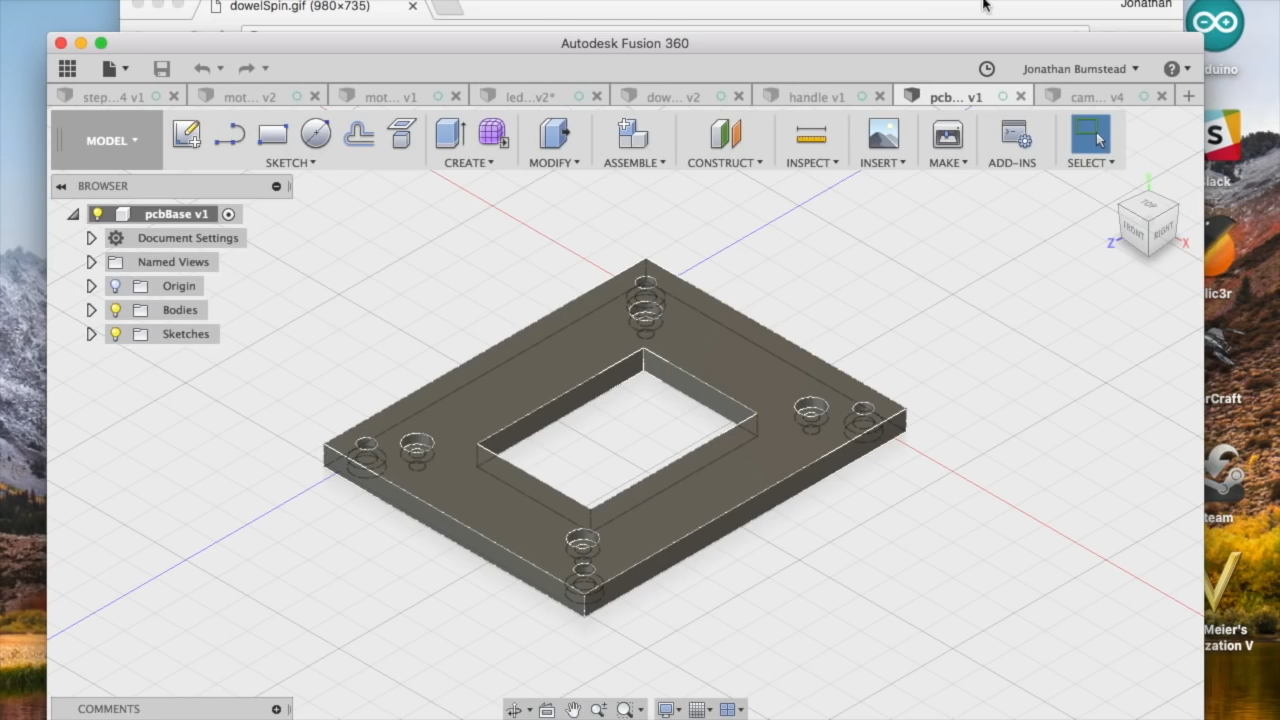 dowelSpin.gif (980×735)
Jonathan
Autodesk Fusion 360
Jonathan Bumstead
step...4 v1
mot... v2
mot... v1
led...v2*
dow... v2
handle v1
pcb... v1
cam... v4
MODEL
SKETCH
CREATE
MODIFY
ASSEMBLE
CONSTRUCT
INSPECT
INSERT
MAKE
ADD-INS
SELECT
BROWSER
pcbBase v1
Document Settings
Named Views
Origin
Bodies
Sketches
TOP
FRONT
RIGHT
Z
X
duino
lack
lic3r
rCraft
team
Meier's
zation V
COMMENTS